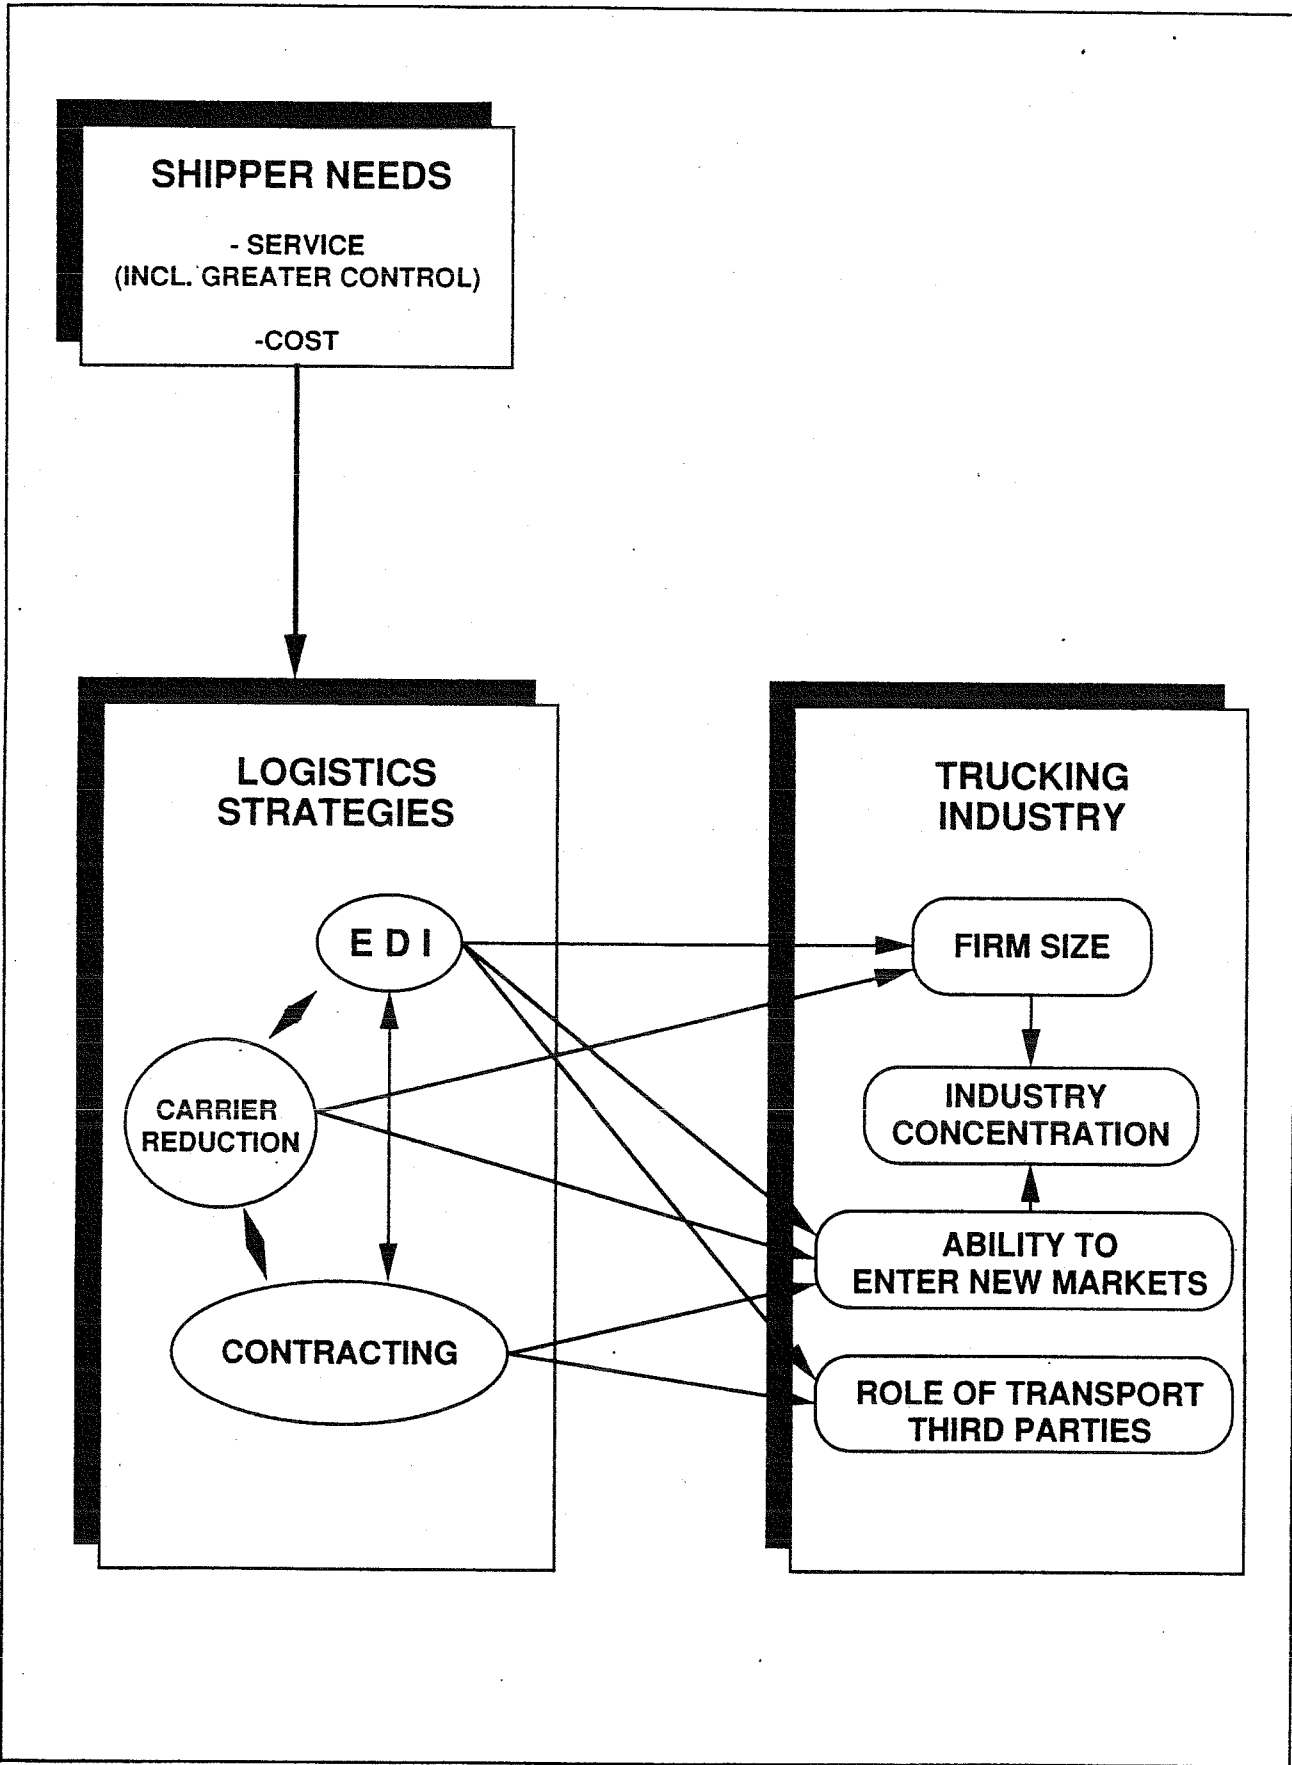 SHIPPER NEEDS
- SERVICE
(INCL. GREATER CONTROL)
-COST
LOGISTICS
STRATEGIES
E D I
CARRIER
REDUCTION
CONTRACTING
TRUCKING
INDUSTRY
FIRM SIZE
INDUSTRY
CONCENTRATION
ABILITY TO
ENTER NEW MARKETS
ROLE OF TRANSPORT
THIRD PARTIES